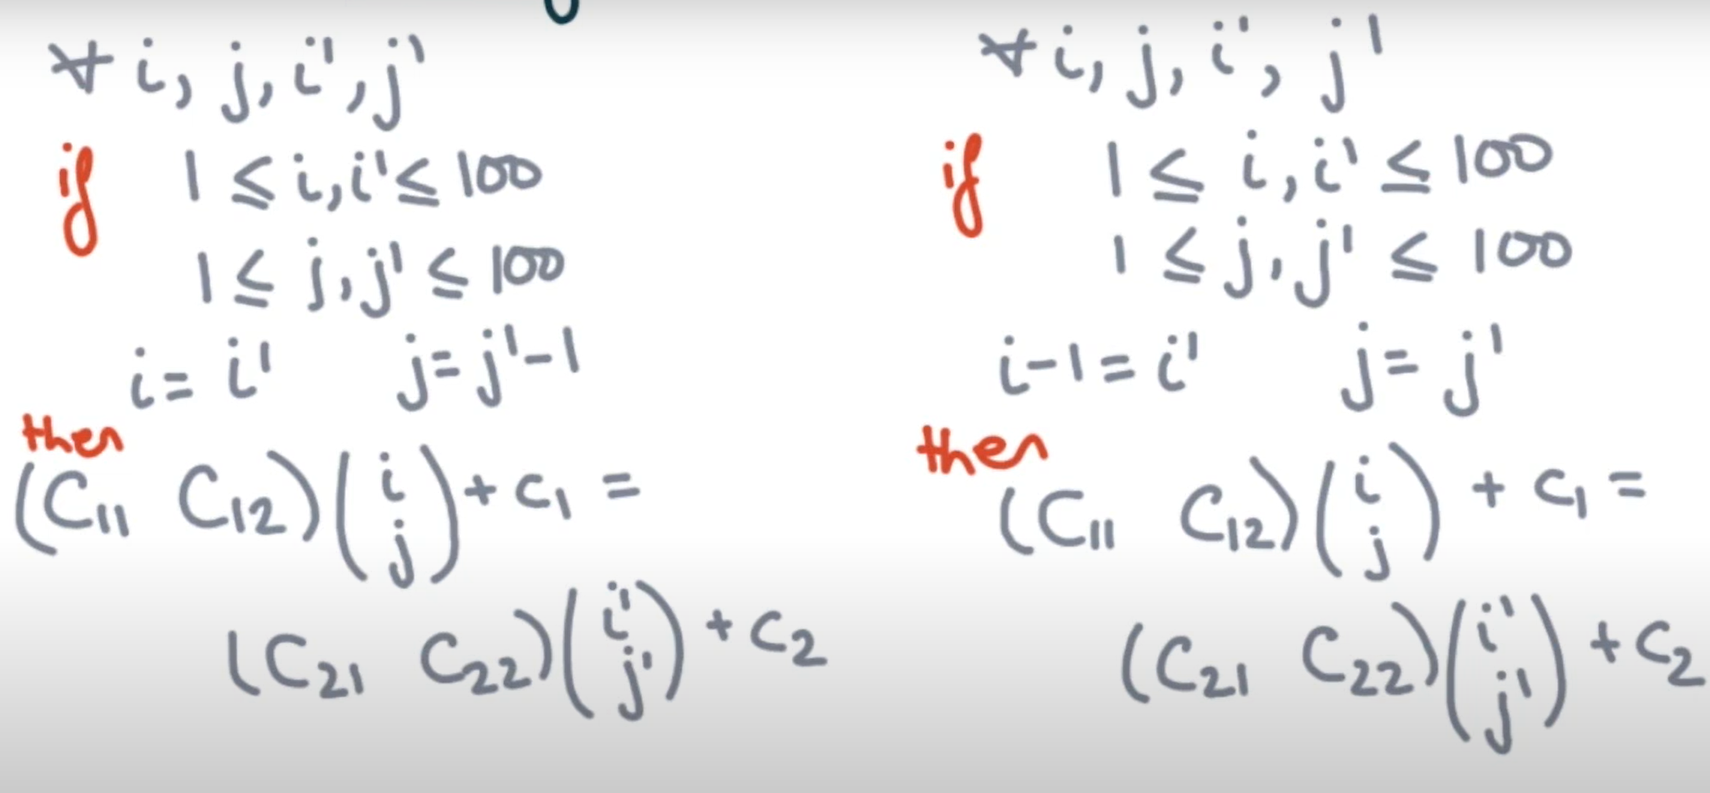 ∀ i, j, i', j'
if 1 ≤ i, i' ≤ 100
1 ≤ j, j' ≤ 100
i = i' j = j'-1
then
(C₁₁ C₁₂)(i j) + c₁ =
(C₂₁ C₂₂)(i' j') + c₂
∀ i, j, i', j'
if 1 ≤ i, i' ≤ 100
1 ≤ j, j' ≤ 100
i-1 = i' j = j'
then
(C₁₁ C₁₂)(i j) + c₁ =
(C₂₁ C₂₂)(i' j') + c₂